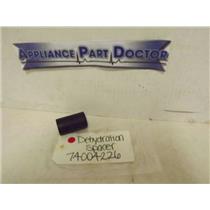 APPLIANCE PART DOCTOR
Dehydration
Spacer
74004226